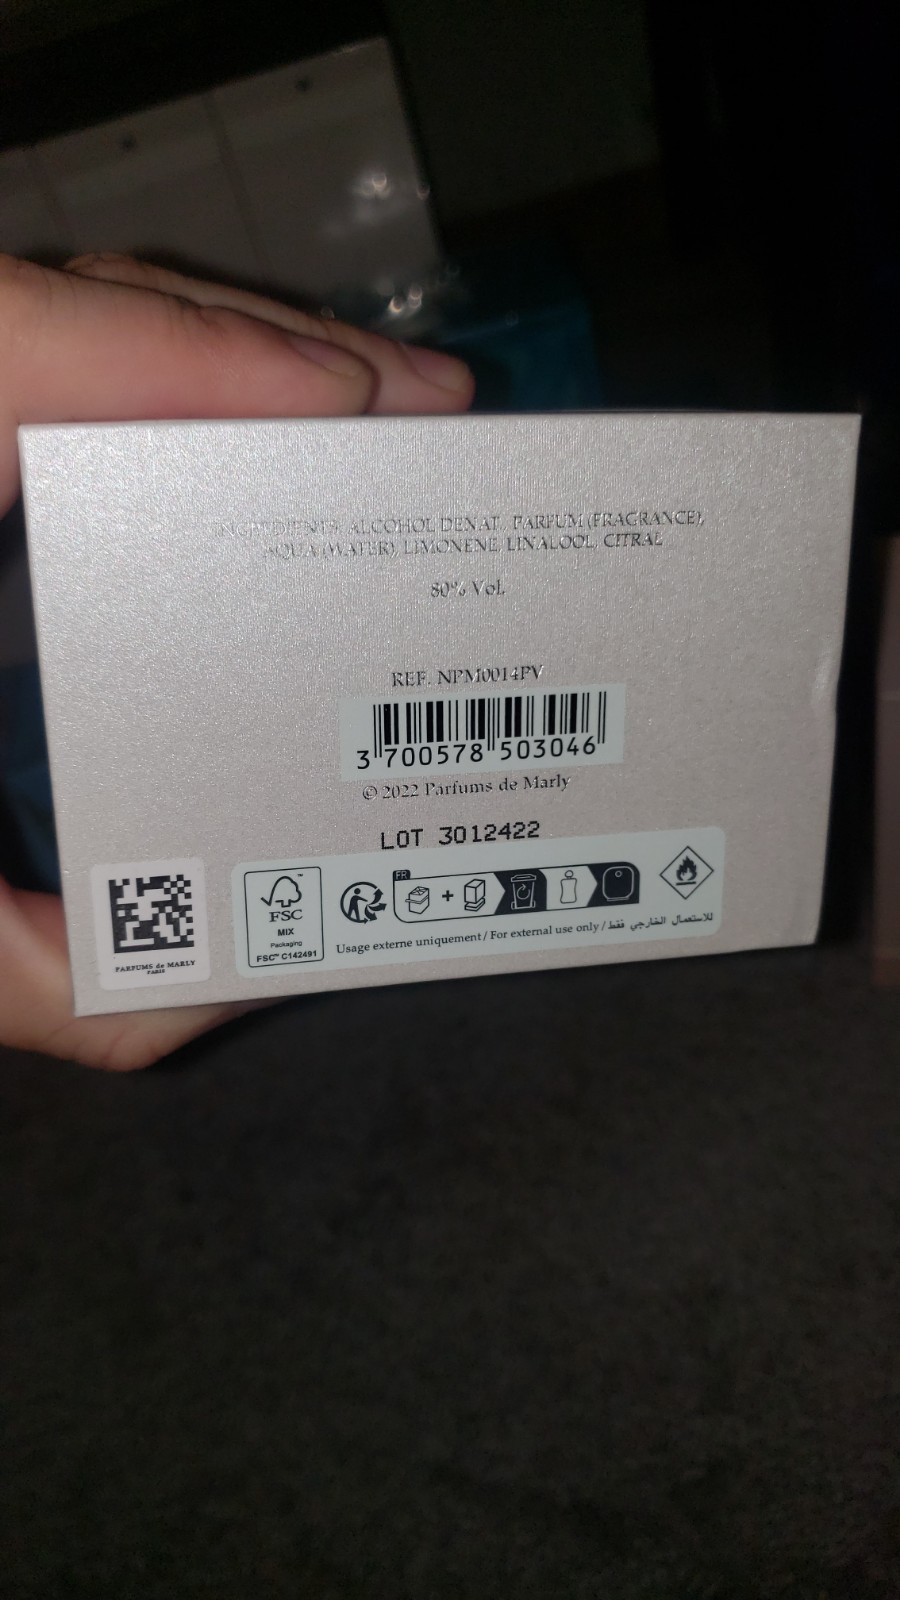 INGREDIENTS: ALCOHOL DENAT., PARFUM (FRAGRANCE),
AQUA (WATER), LIMONENE, LINALOOL, CITRAL
80% Vol.
REF. NPM0014PV
3 700578 503046
© 2022 Parfums de Marly
LOT 3012422
PARFUMS de MARLY
PARIS
FSC™
MIX
Packaging
FSC™ C142491
FR
+
Usage externe uniquement / For external use only / للاستعمال الخارجي فقط